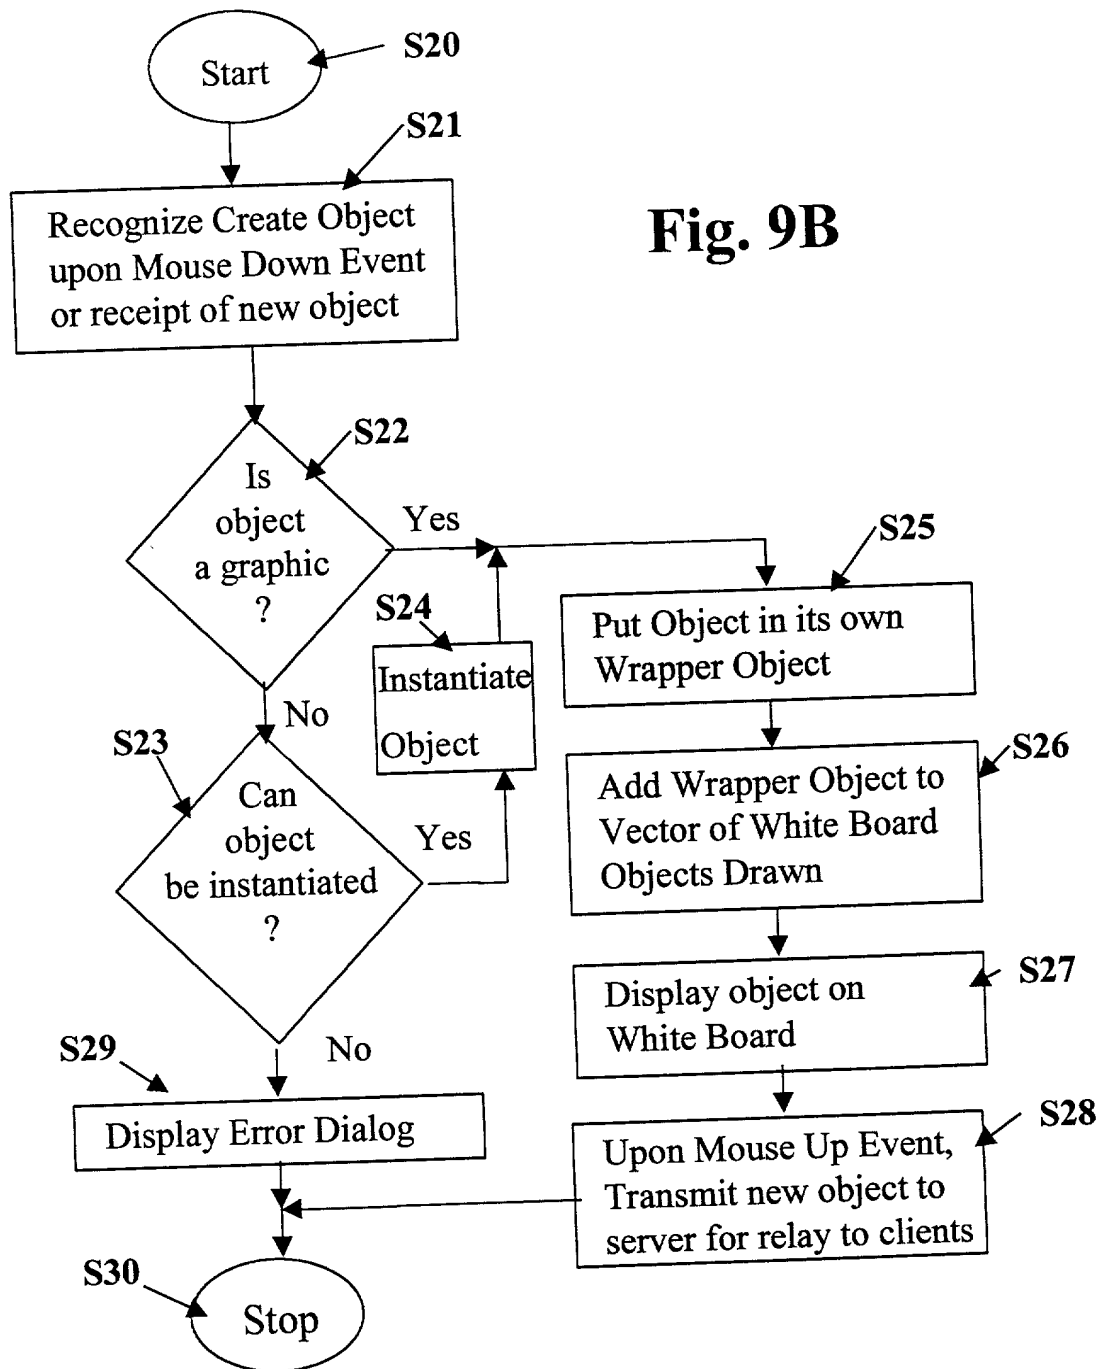 Start
S20
S21
Recognize Create Object
upon Mouse Down Event
or receipt of new object
Fig. 9B
S22
Is
object
a graphic
?
Yes
No
S24
Instantiate
Object
S23
Can
object
be instantiated
?
Yes
No
S25
Put Object in its own
Wrapper Object
S26
Add Wrapper Object to
Vector of White Board
Objects Drawn
S27
Display object on
White Board
S29
Display Error Dialog
S28
Upon Mouse Up Event,
Transmit new object to
server for relay to clients
S30
Stop